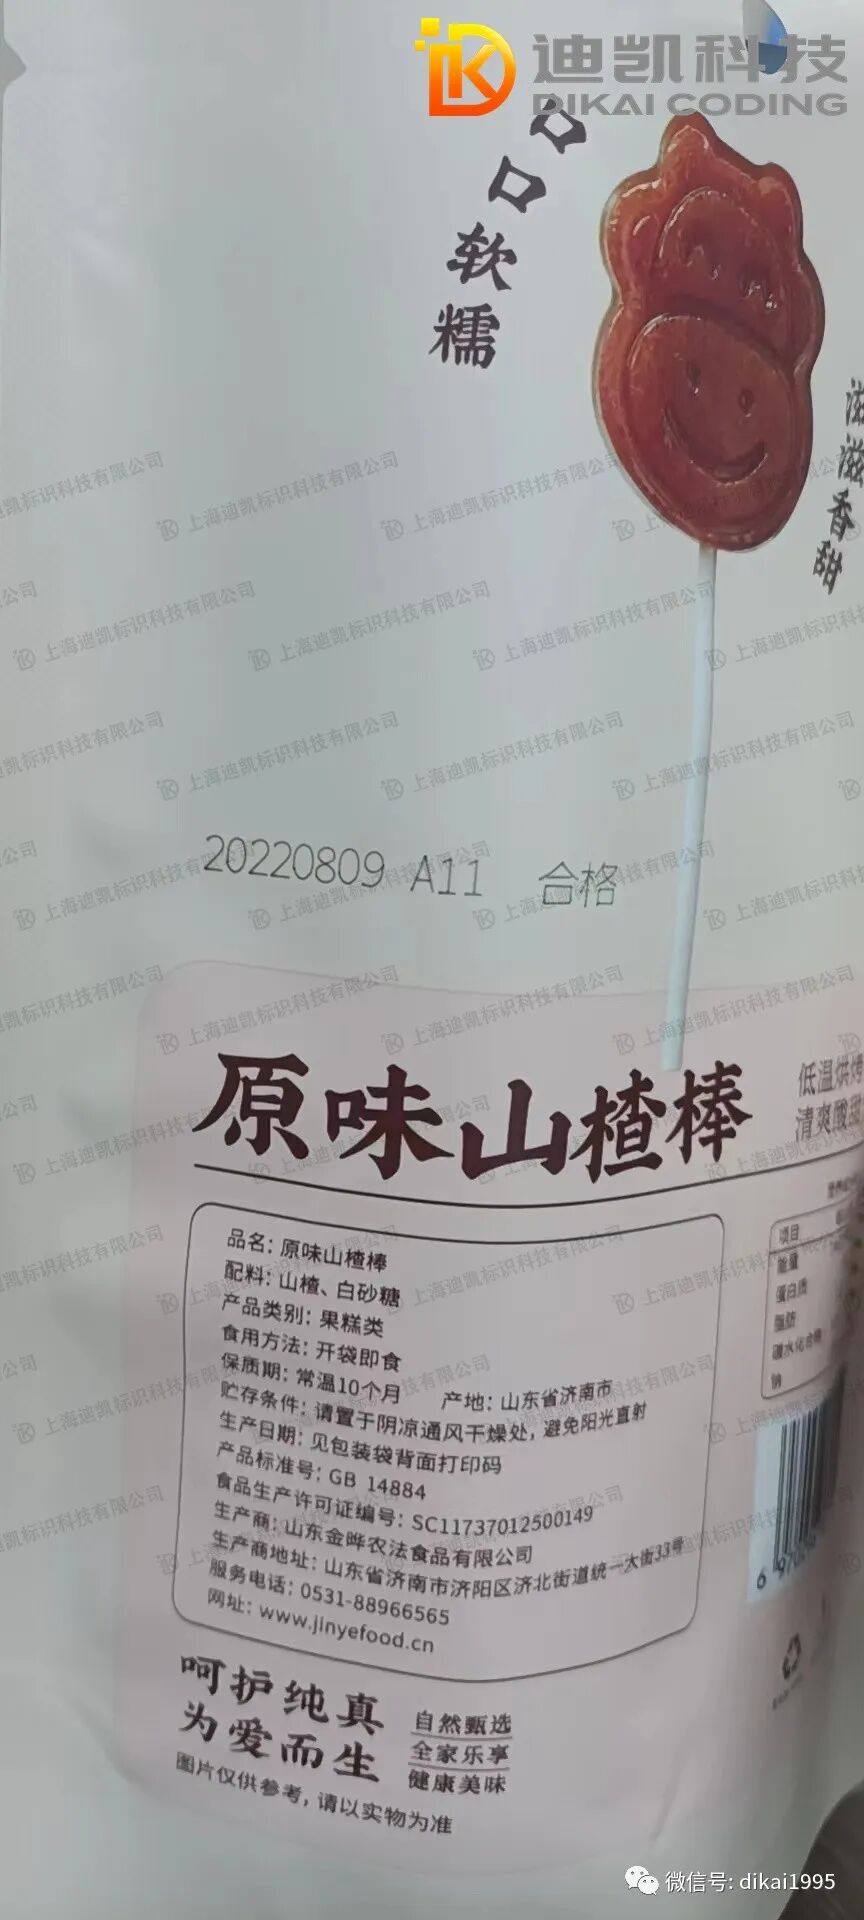 迪凯科技
DIKAI CODING
口口软糯
滋滋香甜
20220809 A11 合格
原味山楂棒
低温烘烤
清爽酸甜
品名：原味山楂棒
配料：山楂、白砂糖
产品类别：果糕类
食用方法：开袋即食
保质期：常温10个月 产地：山东省济南市
贮存条件：请置于阴凉通风干燥处，避免阳光直射
生产日期：见包装袋背面打印码
产品标准号：GB 14884
食品生产许可证编号：SC11737012500149
生产商：山东金晔农法食品有限公司
生产商地址：山东省济南市济阳区济北街道统一大街33号
服务电话：0531-88966565
网址：www.jinyefood.cn
项目
能量
蛋白质
脂肪
碳水化合物
钠
呵护纯真
为爱而生
自然甄选
全家乐享
健康美味
图片仅供参考，请以实物为准
上海迪凯标识科技有限公司
微信号: dikai1995